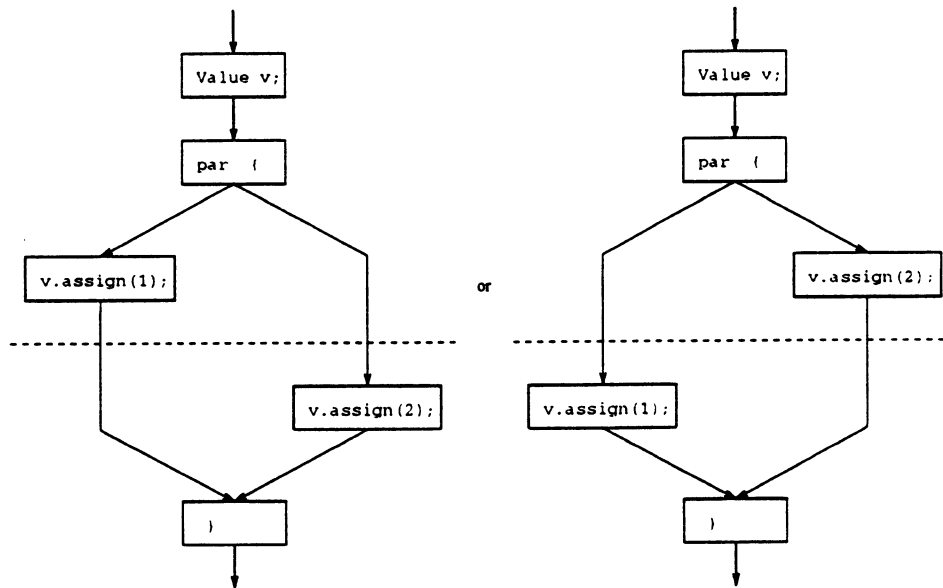 Value v;
par {
v.assign(1);
v.assign(2);
}
or
Value v;
par {
v.assign(2);
v.assign(1);
}